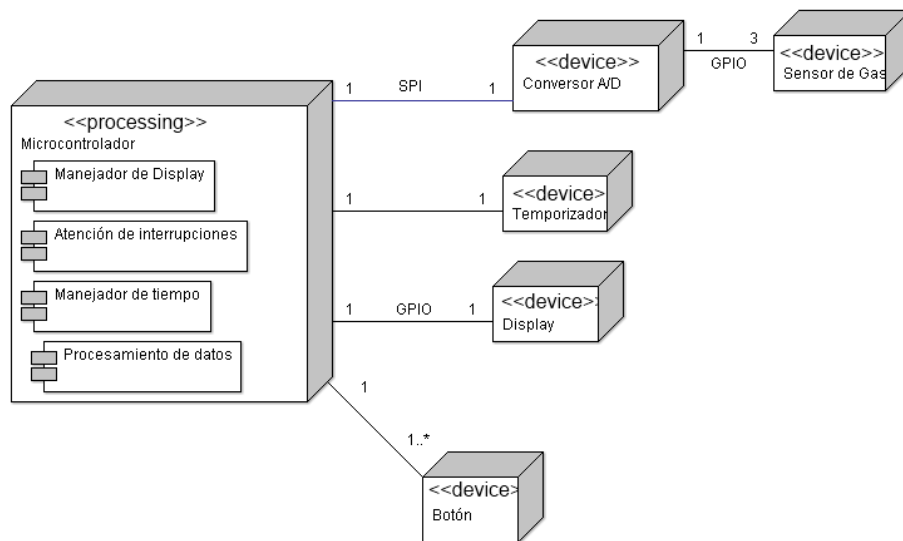 <<processing>>
Microcontrolador
Manejador de Display
Atención de interrupciones
Manejador de tiempo
Procesamiento de datos
1 SPI 1
<<device>>
Conversor A/D
1 3
GPIO
<<device>>
Sensor de Gas
1 1
<<device>
Temporizador
1 GPIO 1
<<device>>
Display
1
1..*
<<device>
Botón